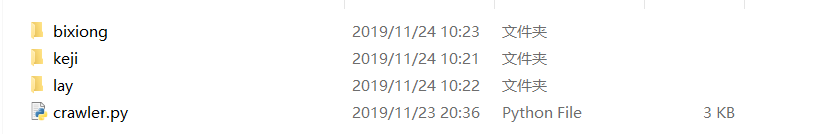 bixiong 2019/11/24 10:23 文件夹
keji 2019/11/24 10:21 文件夹
lay 2019/11/24 10:22 文件夹
crawler.py 2019/11/23 20:36 Python File 3 KB